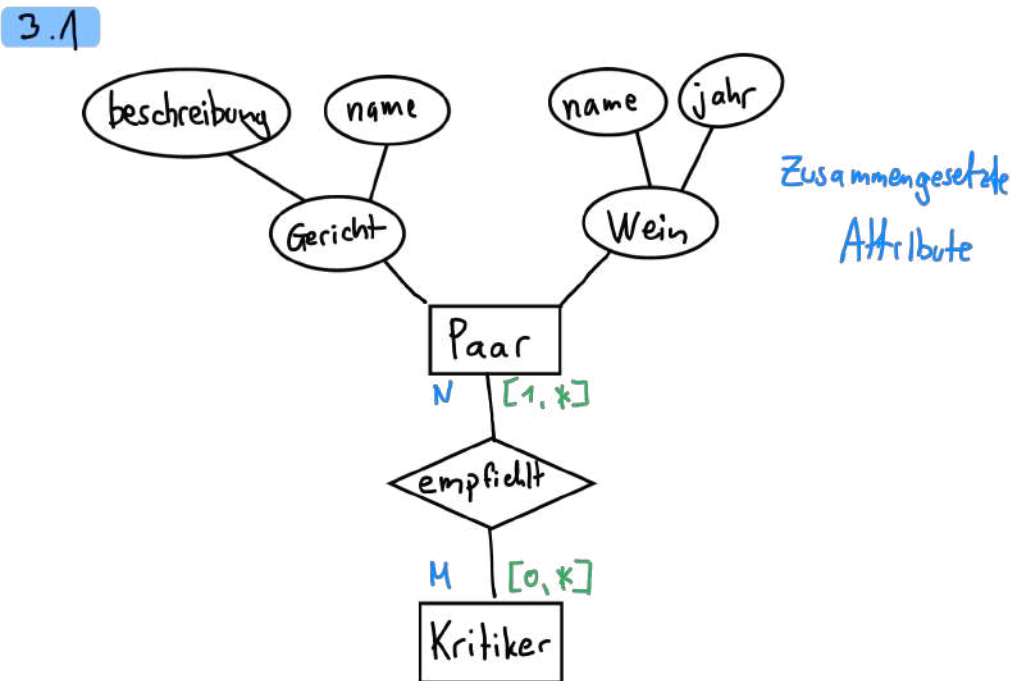 3.1
beschreibung
name
name
jahr
Zusammengesetzte
Attribute
Gericht
Wein
Paar
N [1,*]
empfiehlt
M [0,*]
Kritiker